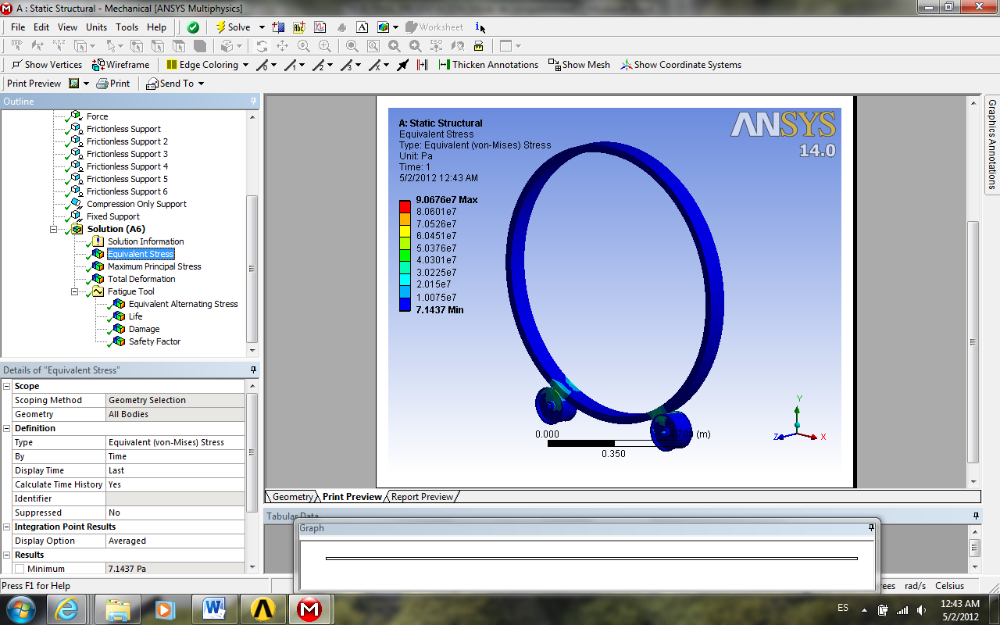 A : Static Structural - Mechanical [ANSYS Multiphysics]
File Edit View Units Tools Help Solve Worksheet
Show Vertices Wireframe Edge Coloring Thicken Annotations Show Mesh Show Coordinate Systems
Print Preview Print Send To
Outline
Force
Frictionless Support
Frictionless Support 2
Frictionless Support 3
Frictionless Support 4
Frictionless Support 5
Frictionless Support 6
Compression Only Support
Fixed Support
Solution (A6)
Solution Information
Equivalent Stress
Maximum Principal Stress
Total Deformation
Fatigue Tool
Equivalent Alternating Stress
Life
Damage
Safety Factor
Details of "Equivalent Stress"
Scope
Scoping Method Geometry Selection
Geometry All Bodies
Definition
Type Equivalent (von-Mises) Stress
By Time
Display Time Last
Calculate Time History Yes
Identifier
Suppressed No
Integration Point Results
Display Option Averaged
Results
Minimum 7.1437 Pa
A: Static Structural
Equivalent Stress
Type: Equivalent (von-Mises) Stress
Unit: Pa
Time: 1
5/2/2012 12:43 AM
9.0676e7 Max
8.0601e7
7.0526e7
6.0451e7
5.0376e7
4.0301e7
3.0225e7
2.015e7
1.0075e7
7.1437 Min
ANSYS
14.0
0.000
(m)
0.350
Y
Z
X
Graphics Annotations
Geometry Print Preview Report Preview
Tabular Data
Graph
Press F1 for Help
rees rad/s Celsius
ES
12:43 AM
5/2/2012